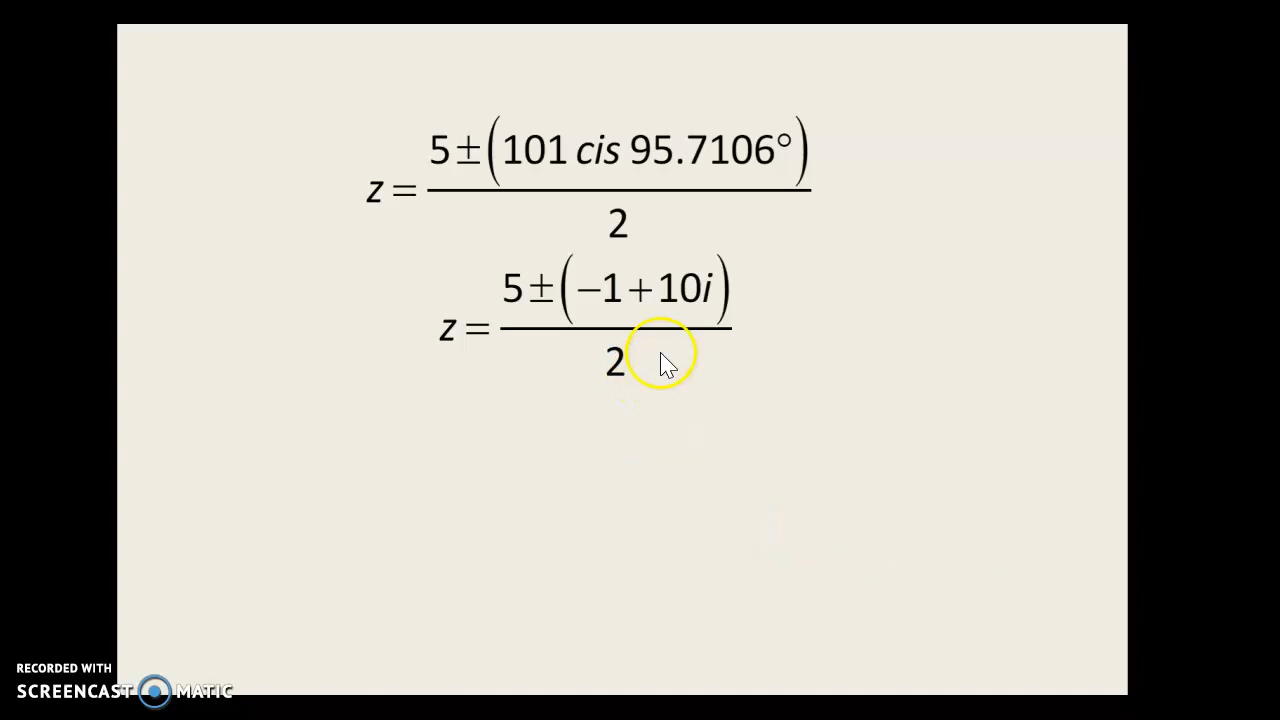 z = (5 ± (101 cis 95.7106°)) / 2
z = (5 ± (−1 + 10i)) / 2
RECORDED WITH
SCREENCAST MATIC